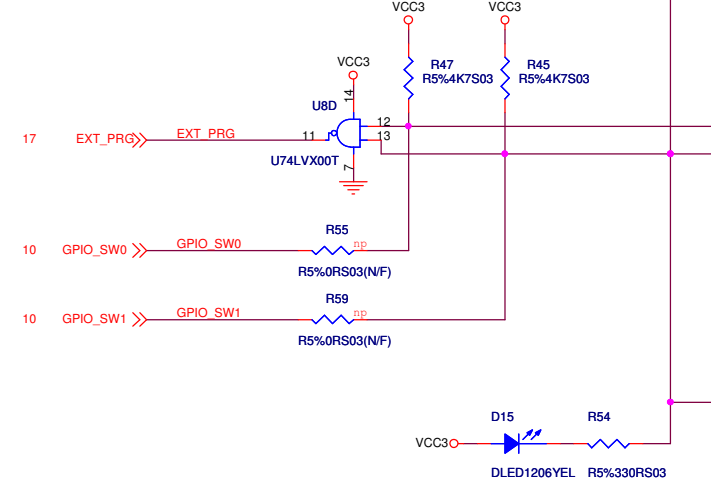 VCC3 VCC3
R47 R45
R5%4K7S03 R5%4K7S03
VCC3
14
U8D
12
17 EXT_PRG EXT_PRG 11 13
U74LVX00T
7
R55
10 GPIO_SW0 GPIO_SW0 np
R5%0RS03(N/F)
R59
10 GPIO_SW1 GPIO_SW1 np
R5%0RS03(N/F)
D15 R54
VCC3
DLED1206YEL R5%330RS03